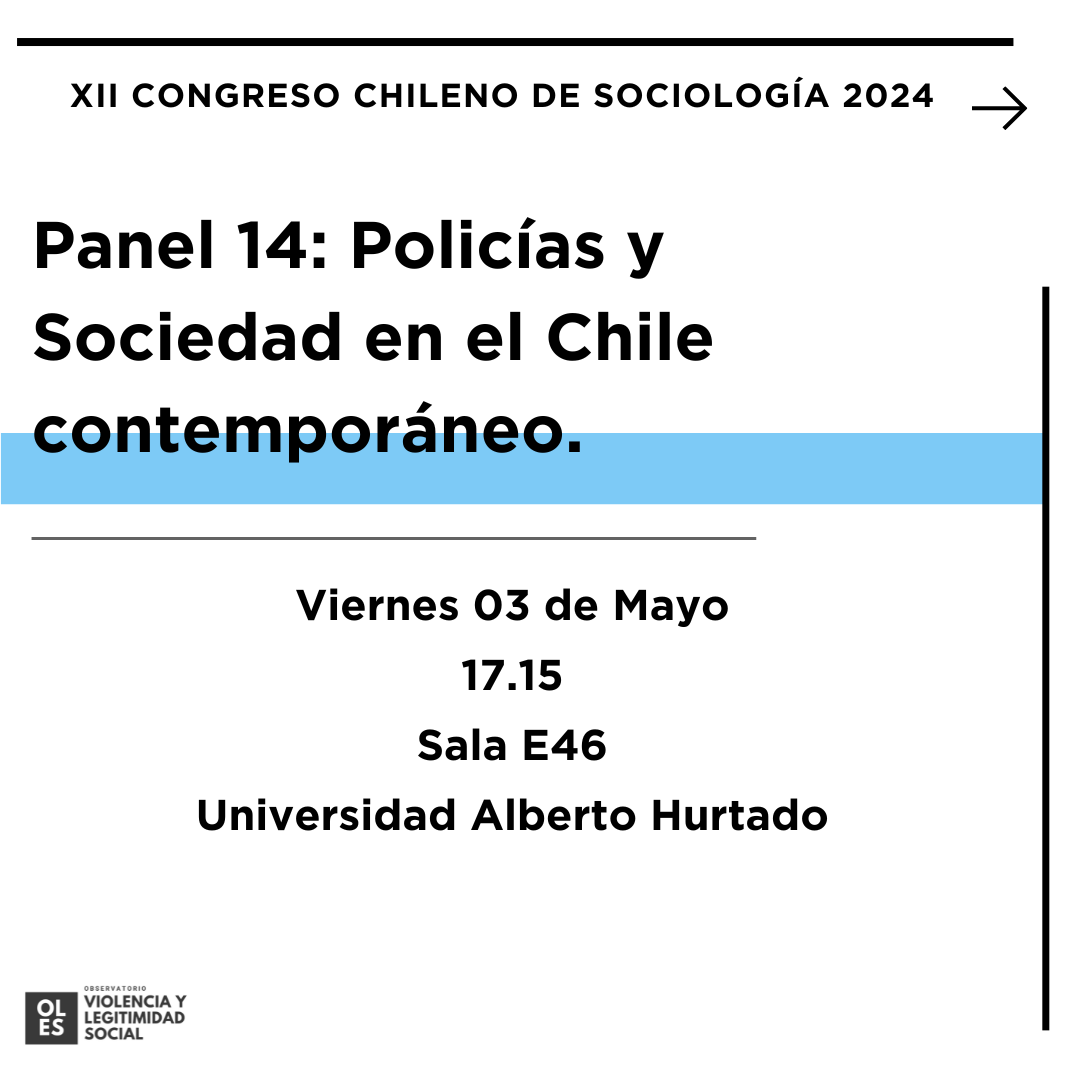 XII CONGRESO CHILENO DE SOCIOLOGÍA 2024
Panel 14: Policías y
Sociedad en el Chile
contemporáneo.
Viernes 03 de Mayo
17.15
Sala E46
Universidad Alberto Hurtado
OL
ES
OBSERVATORIO
VIOLENCIA Y
LEGITIMIDAD
SOCIAL